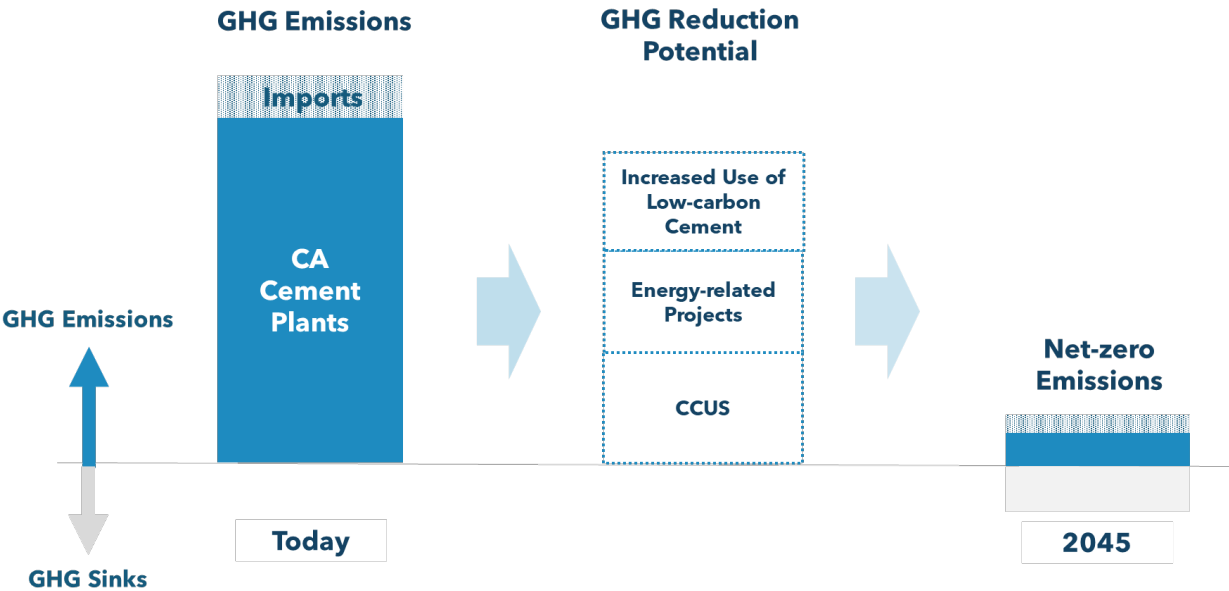 GHG Emissions
GHG Reduction
Potential
Imports
Increased Use of
Low-carbon
Cement
CA
Cement
Plants
Energy-related
Projects
GHG Emissions
Net-zero
Emissions
CCUS
Today
2045
GHG Sinks